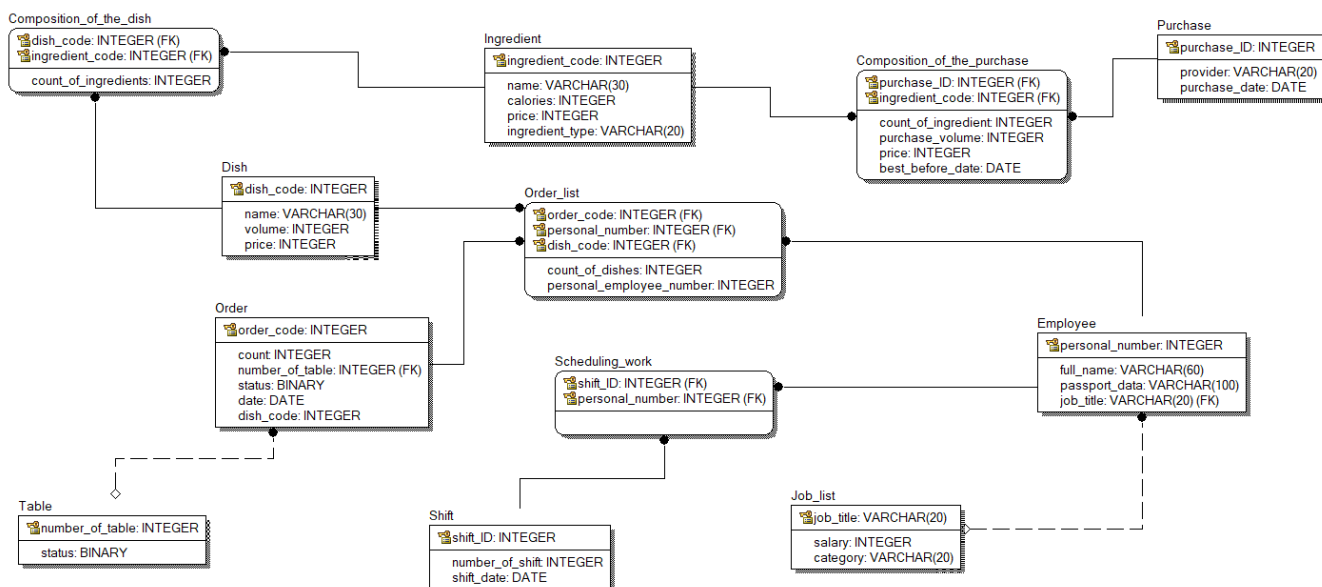 Composition_of_the_dish
dish_code: INTEGER (FK)
ingredient_code: INTEGER (FK)
count_of_ingredients: INTEGER
Ingredient
ingredient_code: INTEGER
name: VARCHAR(30)
calories: INTEGER
price: INTEGER
ingredient_type: VARCHAR(20)
Composition_of_the_purchase
purchase_ID: INTEGER (FK)
ingredient_code: INTEGER (FK)
count_of_ingredient: INTEGER
purchase_volume: INTEGER
price: INTEGER
best_before_date: DATE
Purchase
purchase_ID: INTEGER
provider: VARCHAR(20)
purchase_date: DATE
Dish
dish_code: INTEGER
name: VARCHAR(30)
volume: INTEGER
price: INTEGER
Order_list
order_code: INTEGER (FK)
personal_number: INTEGER (FK)
dish_code: INTEGER (FK)
count_of_dishes: INTEGER
personal_employee_number: INTEGER
Order
order_code: INTEGER
count: INTEGER
number_of_table: INTEGER (FK)
status: BINARY
date: DATE
dish_code: INTEGER
Scheduling_work
shift_ID: INTEGER (FK)
personal_number: INTEGER (FK)
Employee
personal_number: INTEGER
full_name: VARCHAR(60)
passport_data: VARCHAR(100)
job_title: VARCHAR(20) (FK)
Table
number_of_table: INTEGER
status: BINARY
Shift
shift_ID: INTEGER
number_of_shift: INTEGER
shift_date: DATE
Job_list
job_title: VARCHAR(20)
salary: INTEGER
category: VARCHAR(20)